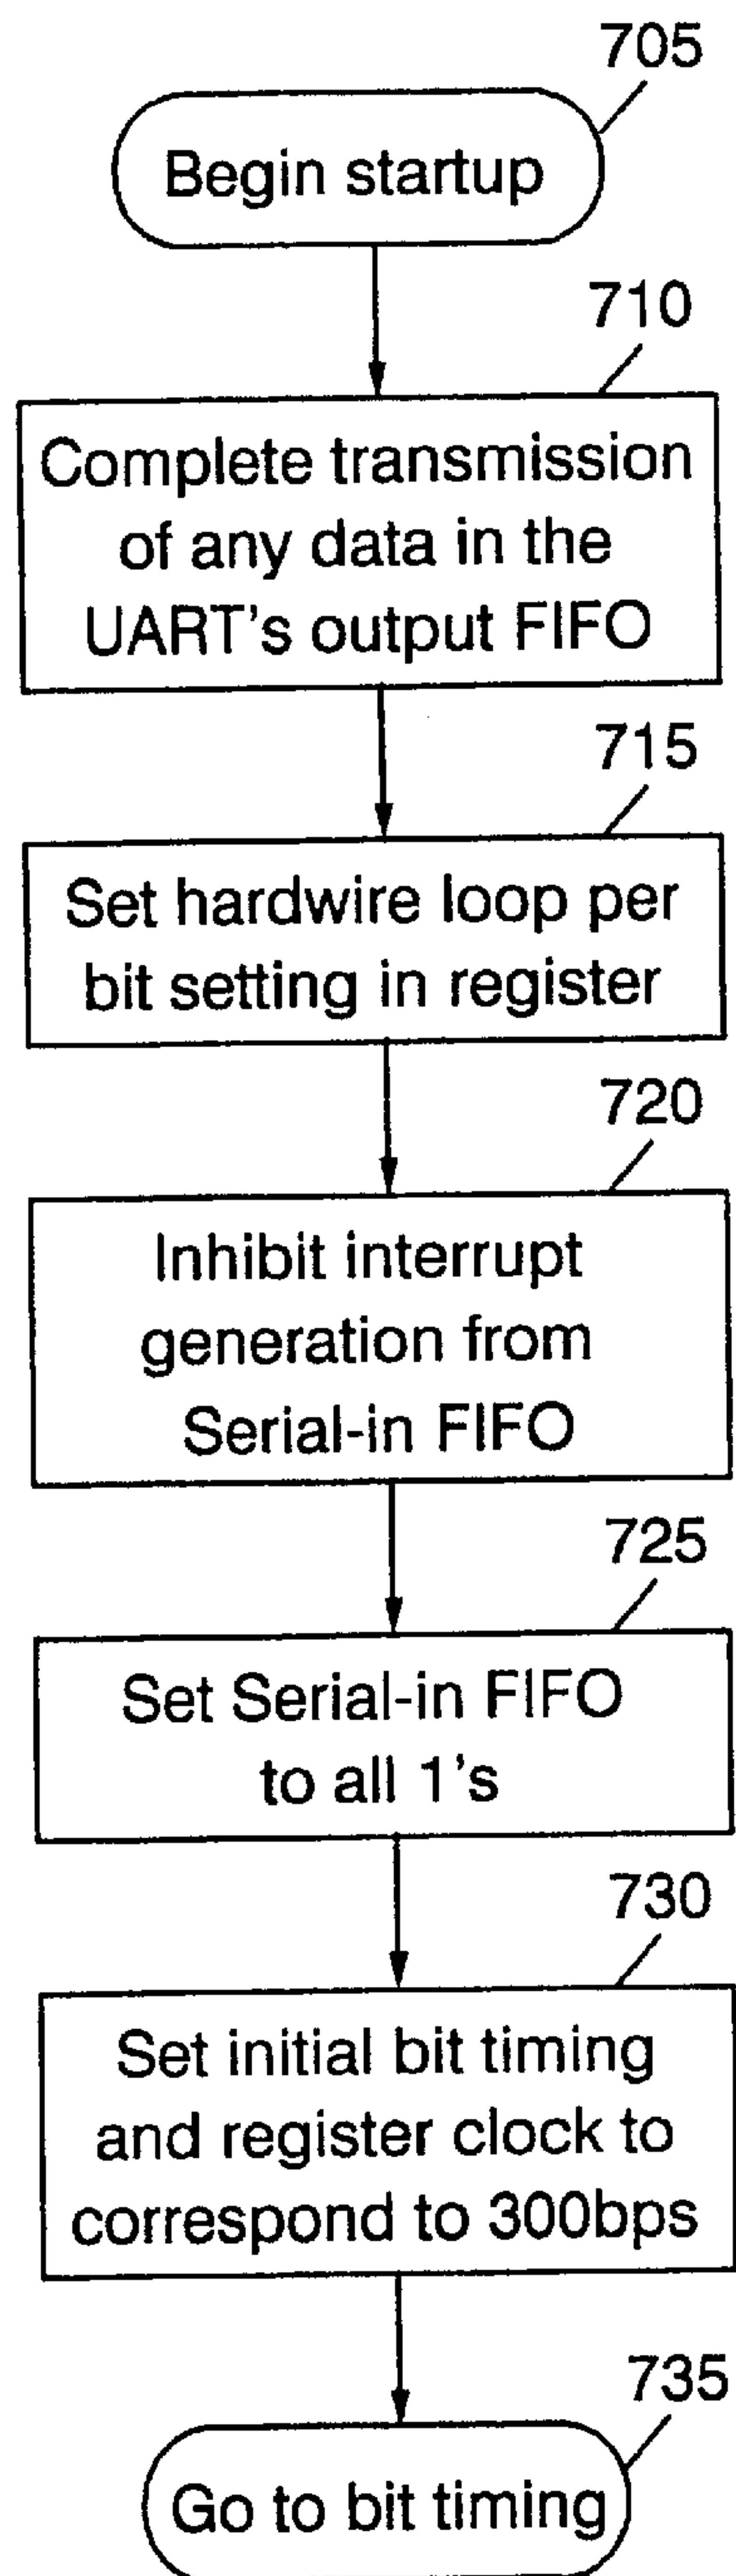 705
Begin startup
710
Complete transmission
of any data in the
UART's output FIFO
715
Set hardwire loop per
bit setting in register
720
Inhibit interrupt
generation from
Serial-in FIFO
725
Set Serial-in FIFO
to all 1's
730
Set initial bit timing
and register clock to
correspond to 300bps
735
Go to bit timing